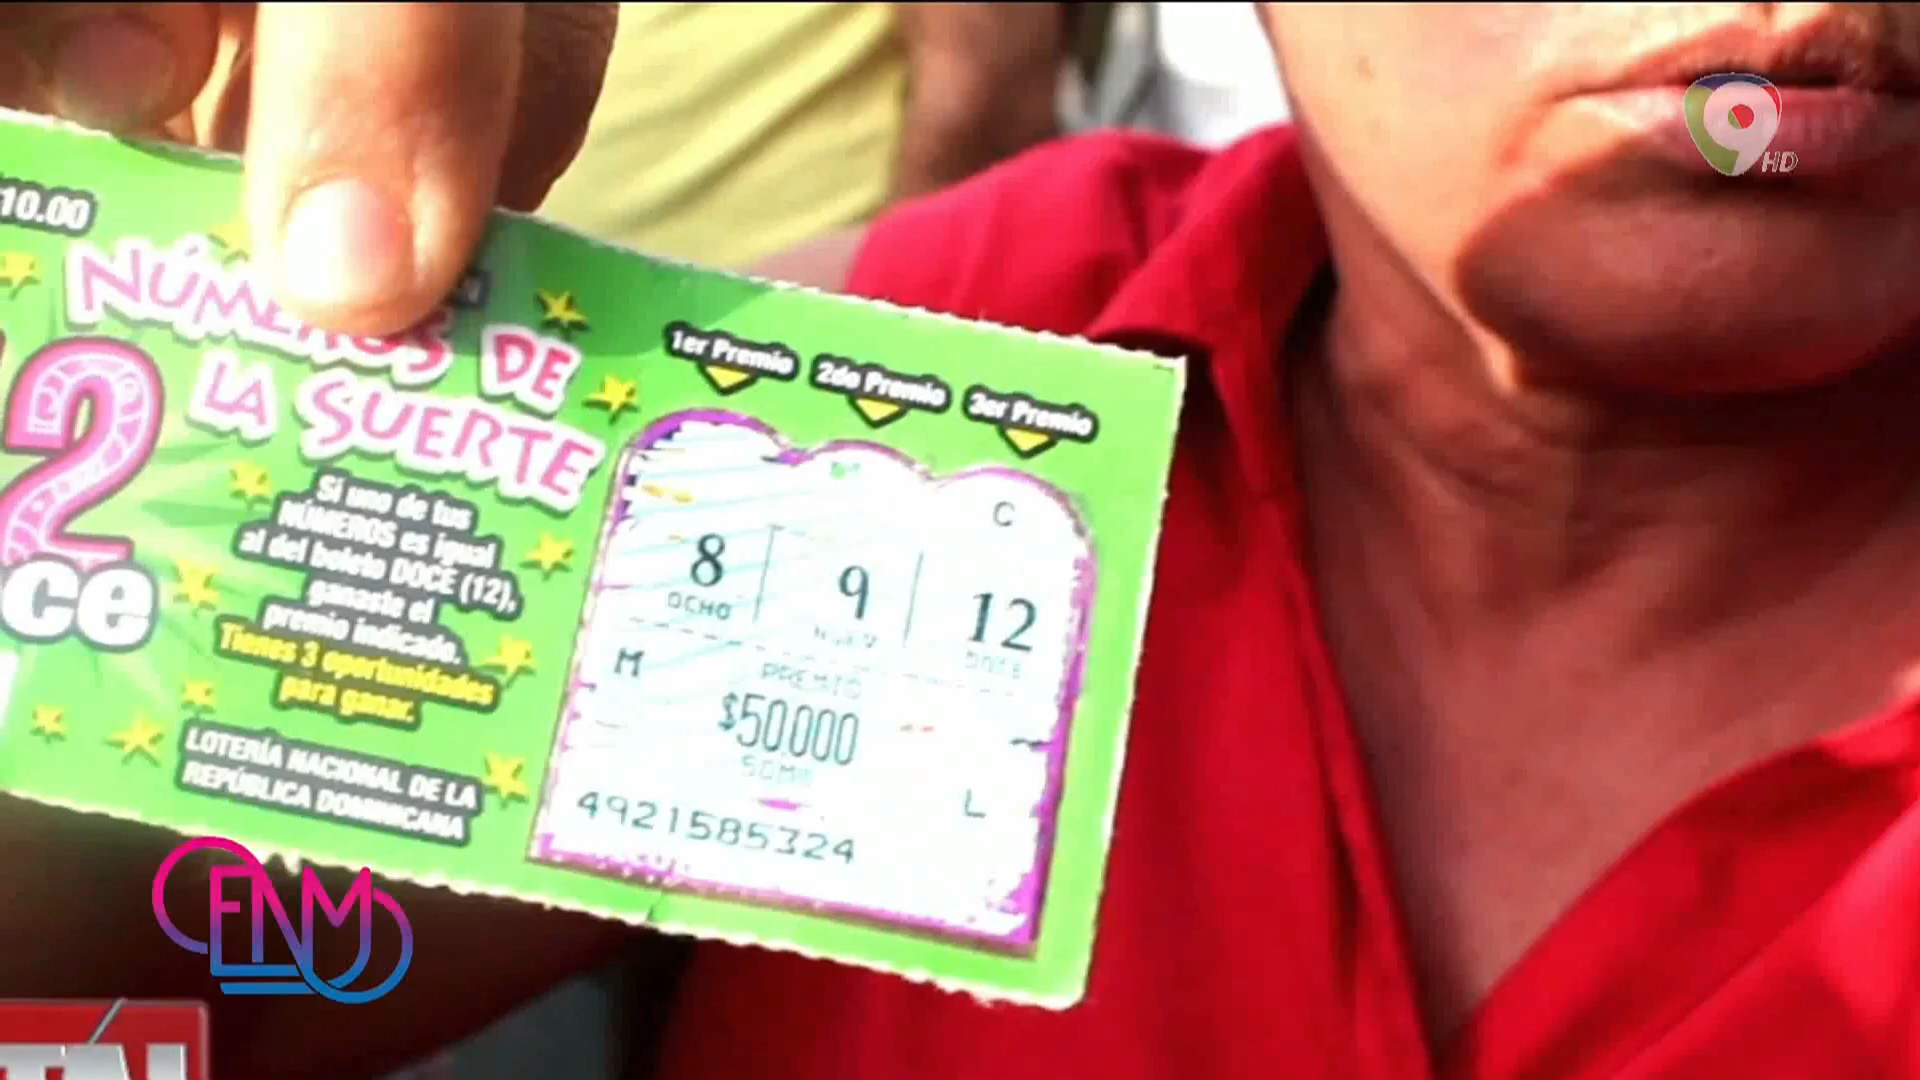 10.00
NÚMEROS DE
LA SUERTE
12
ce
Si uno de tus
NÚMEROS es igual
al del boleto DOCE (12),
ganaste el
premio indicado.
Tienes 3 oportunidades
para ganar.
LOTERÍA NACIONAL DE LA
REPÚBLICA DOMINICANA
1er Premio 2do Premio 3er Premio
C
8 9 12
OCHO
M PREMIO
$50.000
L
4921585324
9 HD
ENM